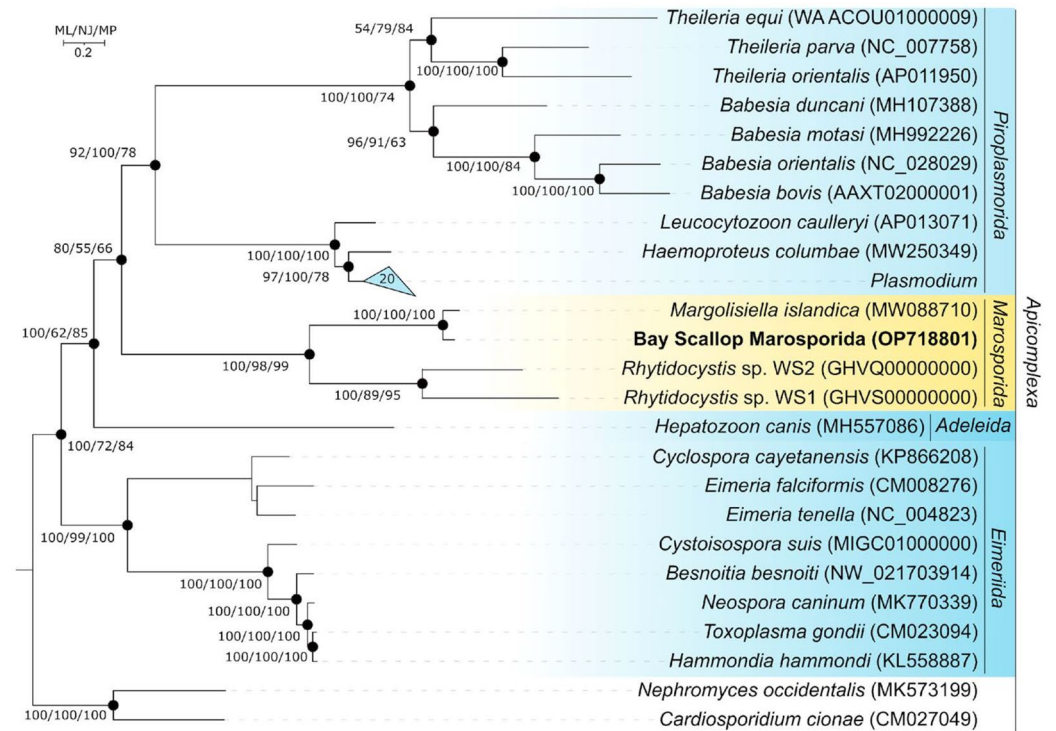 ML/NJ/MP
0.2
54/79/84
Theileria equi (WA ACOU01000009)
Theileria parva (NC_007758)
100/100/100
Theileria orientalis (AP011950)
100/100/74
Babesia duncani (MH107388)
96/91/63
Babesia motasi (MH992226)
92/100/78
100/100/84
Babesia orientalis (NC_028029)
100/100/100
Babesia bovis (AAXT02000001)
Piroplasmorida
Leucocytozoon caulleryi (AP013071)
80/55/66
100/100/100
Haemoproteus columbae (MW250349)
97/100/78
20
Plasmodium
100/100/100
Margolisiella islandica (MW088710)
100/62/85
Bay Scallop Marosporida (OP718801)
100/98/99
Rhytidocystis sp. WS2 (GHVQ00000000)
100/89/95
Rhytidocystis sp. WS1 (GHVS00000000)
Marosporida
Apicomplexa
100/72/84
Hepatozoon canis (MH557086)
Adeleida
Cyclospora cayetanensis (KP866208)
Eimeria falciformis (CM008276)
Eimeria tenella (NC_004823)
100/99/100
Cystoisospora suis (MIGC01000000)
100/100/100
Besnoitia besnoiti (NW_021703914)
100/100/100
Neospora caninum (MK770339)
100/100/100
Toxoplasma gondii (CM023094)
100/100/100
Hammondia hammondi (KL558887)
Eimeriida
Nephromyces occidentalis (MK573199)
100/100/100
Cardiosporidium cionae (CM027049)